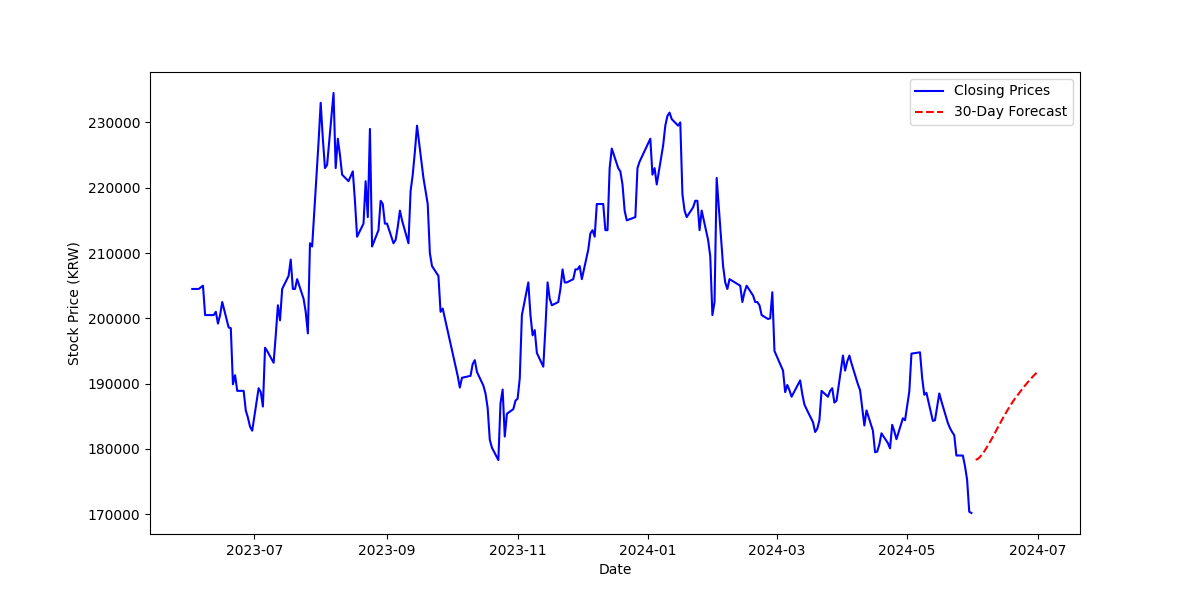 Closing Prices
30-Day Forecast
230000
220000
210000
200000
190000
180000
170000
Stock Price (KRW)
2023-07 2023-09 2023-11 2024-01 2024-03 2024-05 2024-07
Date